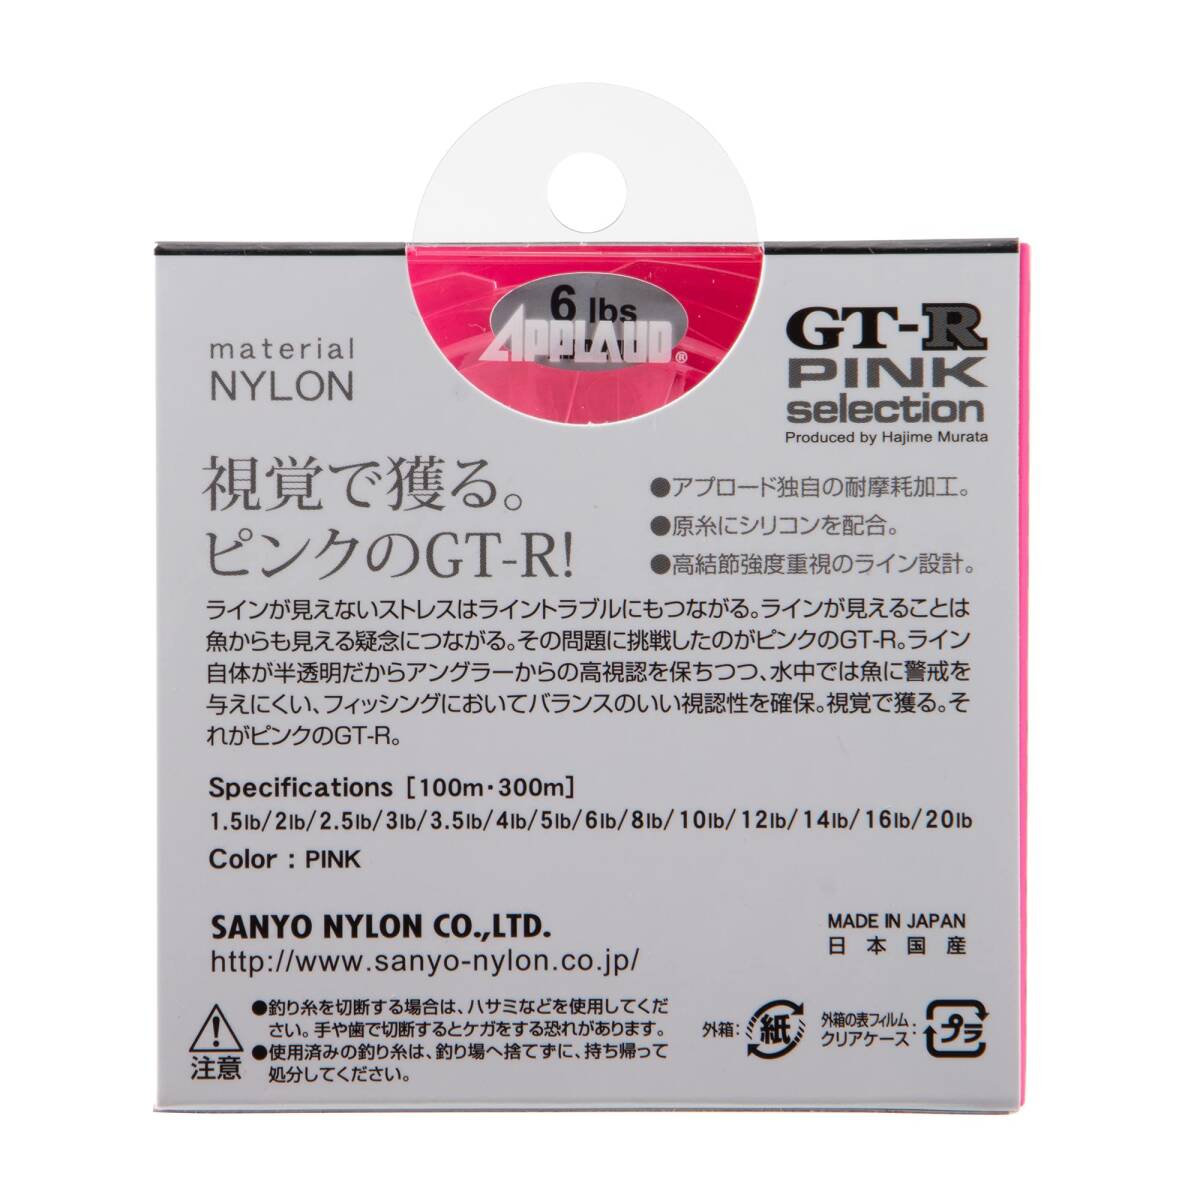 6 lbs
APPLAUD®
material
NYLON
GT-R
PINK
selection
Produced by Hajime Murata
視覚で獲る。
ピンクのGT-R!
●アプロード独自の耐摩耗加工。
●原糸にシリコンを配合。
●高結節強度重視のライン設計。
ラインが見えないストレスはライントラブルにもつながる。ラインが見えることは
魚からも見える疑念につながる。その問題に挑戦したのがピンクのGT-R。ライン
自体が半透明だからアングラーからの高視認を保ちつつ、水中では魚に警戒を
与えにくい、フィッシングにおいてバランスのいい視認性を確保。視覚で獲る。そ
れがピンクのGT-R。
Specifications [100m・300m]
1.5lb/2lb/2.5lb/3lb/3.5lb/4lb/5lb/6lb/8lb/10lb/12lb/14lb/16lb/20lb
Color : PINK
SANYO NYLON CO.,LTD.
http://www.sanyo-nylon.co.jp/
MADE IN JAPAN
日本国産
注意
●釣り糸を切断する場合は、ハサミなどを使用してくだ
さい。手や歯で切断するとケガをする恐れがあります。
●使用済みの釣り糸は、釣り場へ捨てずに、持ち帰って
処分してください。
外箱: 紙
外箱の表フィルム
クリアケース : プラ